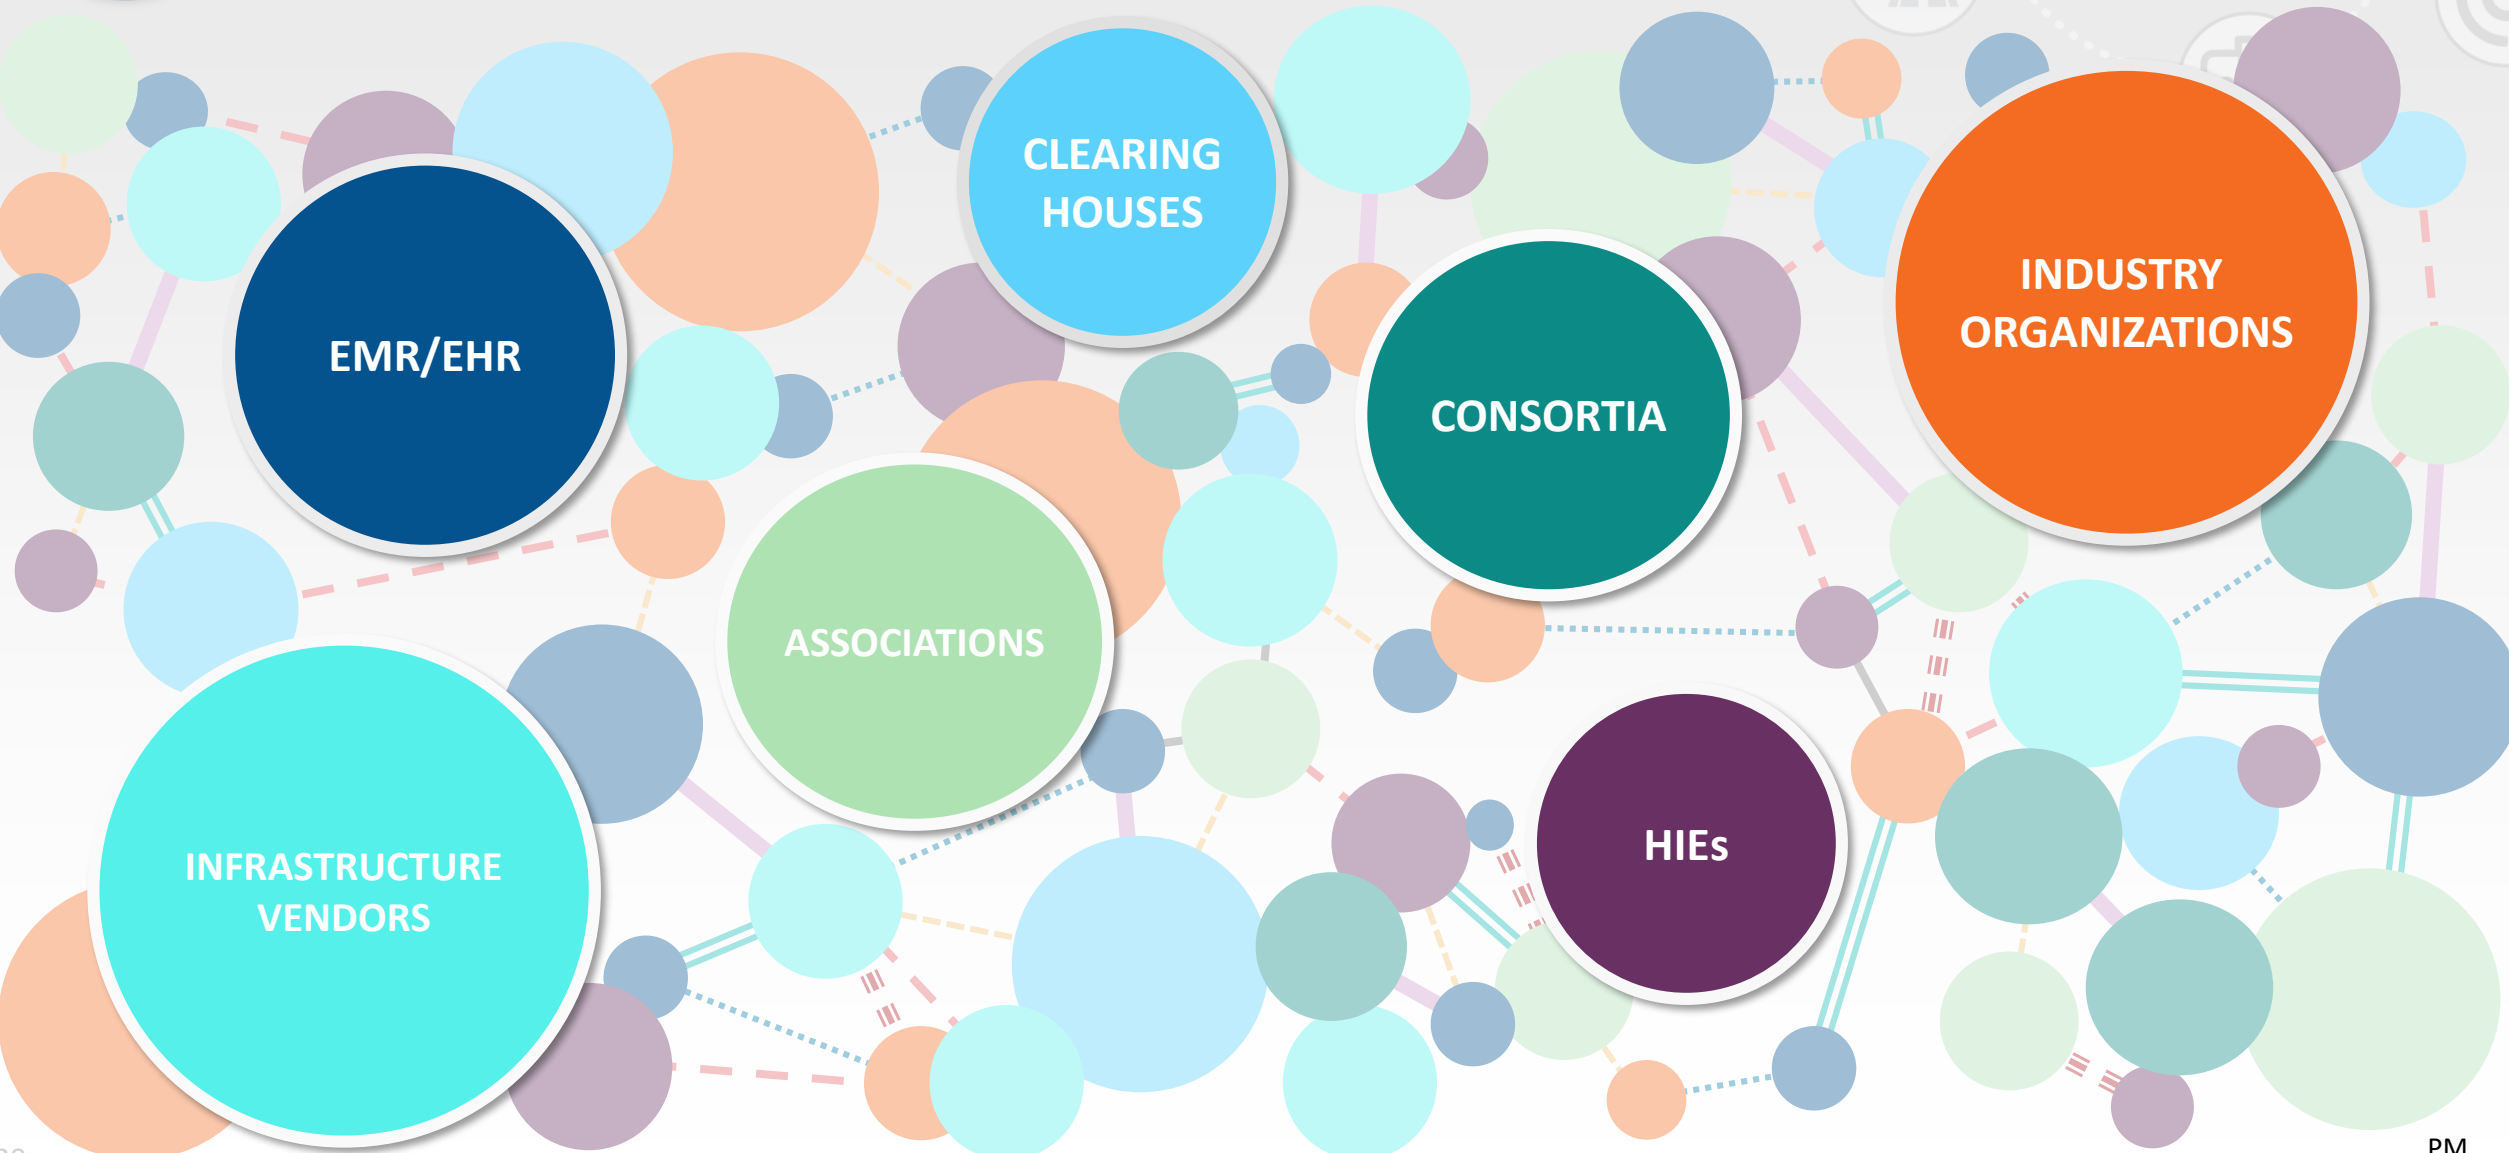 CLEARING
HOUSES
INDUSTRY
ORGANIZATIONS
EMR/EHR
CONSORTIA
ASSOCIATIONS
HIEs
INFRASTRUCTURE
VENDORS
PM